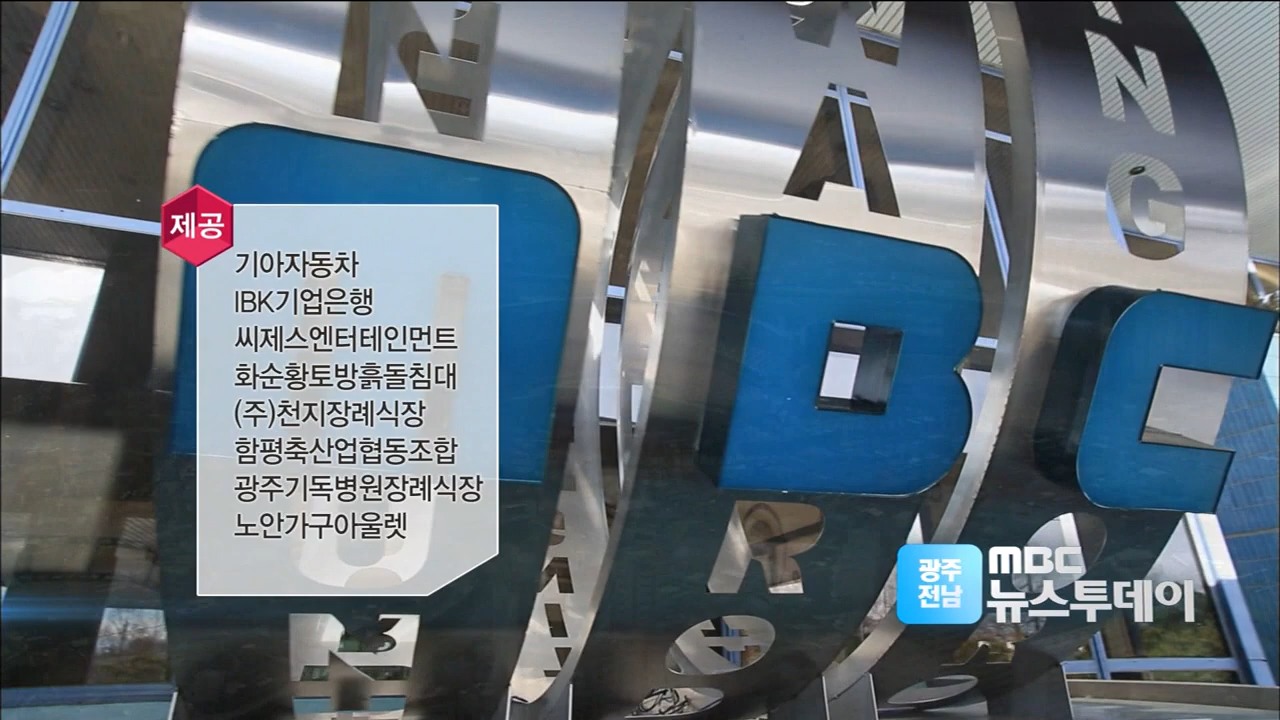 제공
기아자동차
IBK기업은행
씨제스엔터테인먼트
화순황토방흙돌침대
(주)천지장례식장
함평축산업협동조합
광주기독병원장례식장
노안가구아울렛
BC
광주
전남
MBC
뉴스투데이